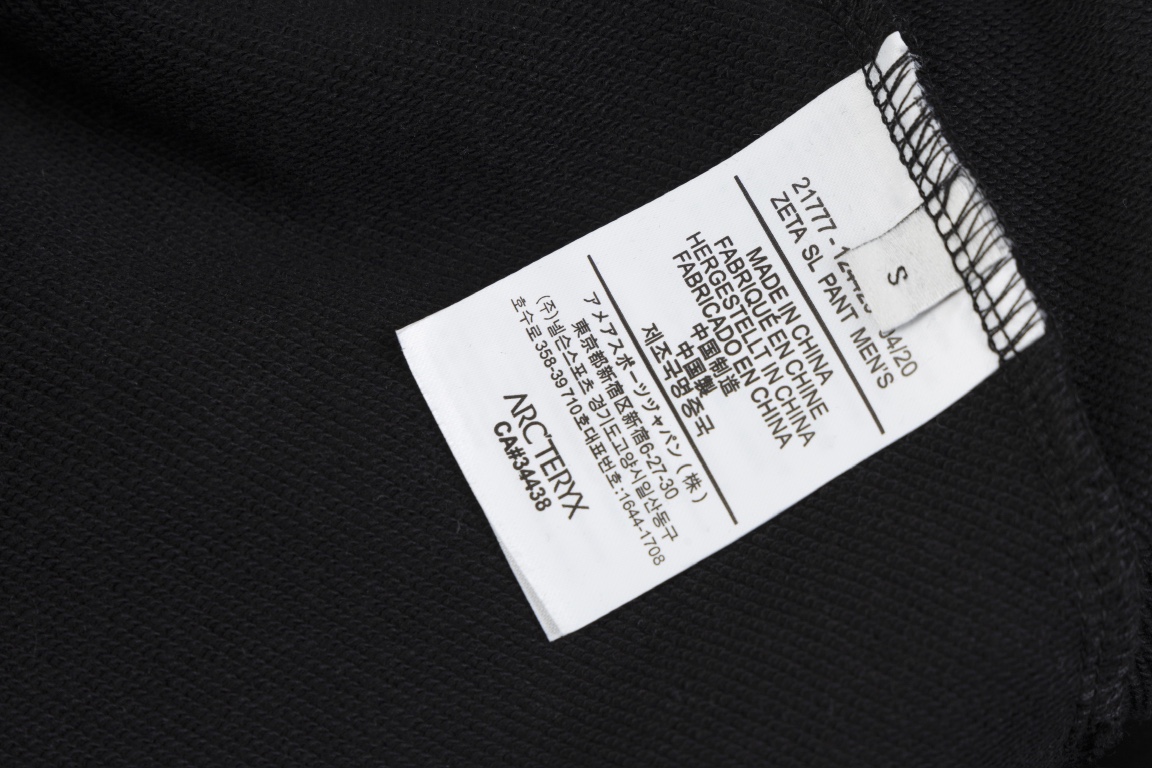 S
21777 - 04/20
ZETA SL PANT MEN'S
MADE IN CHINA
FABRIQUÉ EN CHINE
HERGESTELLT IN CHINA
FABRICADO EN CHINA
中国制造
中國製
제조국명중국
アメアスポーツジャパン (株)
東京都新宿区新宿6-27-30
(주)넬슨스포츠 경기도고양시일산동구
호수로 358-39 710호대표번호:1644-1708
ARC'TERYX
CA#34438